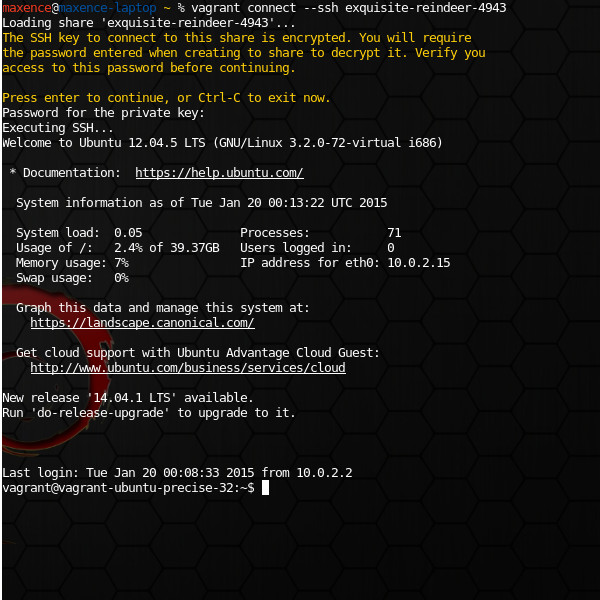 maxence@maxence-laptop ~ % vagrant connect --ssh exquisite-reindeer-4943
Loading share 'exquisite-reindeer-4943'...
The SSH key to connect to this share is encrypted. You will require
the password entered when creating to share to decrypt it. Verify you
access to this password before continuing.
Press enter to continue, or Ctrl-C to exit now.
Password for the private key:
Executing SSH...
Welcome to Ubuntu 12.04.5 LTS (GNU/Linux 3.2.0-72-virtual i686)
* Documentation:  https://help.ubuntu.com/
System information as of Tue Jan 20 00:13:22 UTC 2015
System load:  0.05              Processes:           71
Usage of /:   2.4% of 39.37GB   Users logged in:     0
Memory usage: 7%                IP address for eth0: 10.0.2.15
Swap usage:   0%
Graph this data and manage this system at:
https://landscape.canonical.com/
Get cloud support with Ubuntu Advantage Cloud Guest:
http://www.ubuntu.com/business/services/cloud
New release '14.04.1 LTS' available.
Run 'do-release-upgrade' to upgrade to it.
Last login: Tue Jan 20 00:08:33 2015 from 10.0.2.2
vagrant@vagrant-ubuntu-precise-32:~$